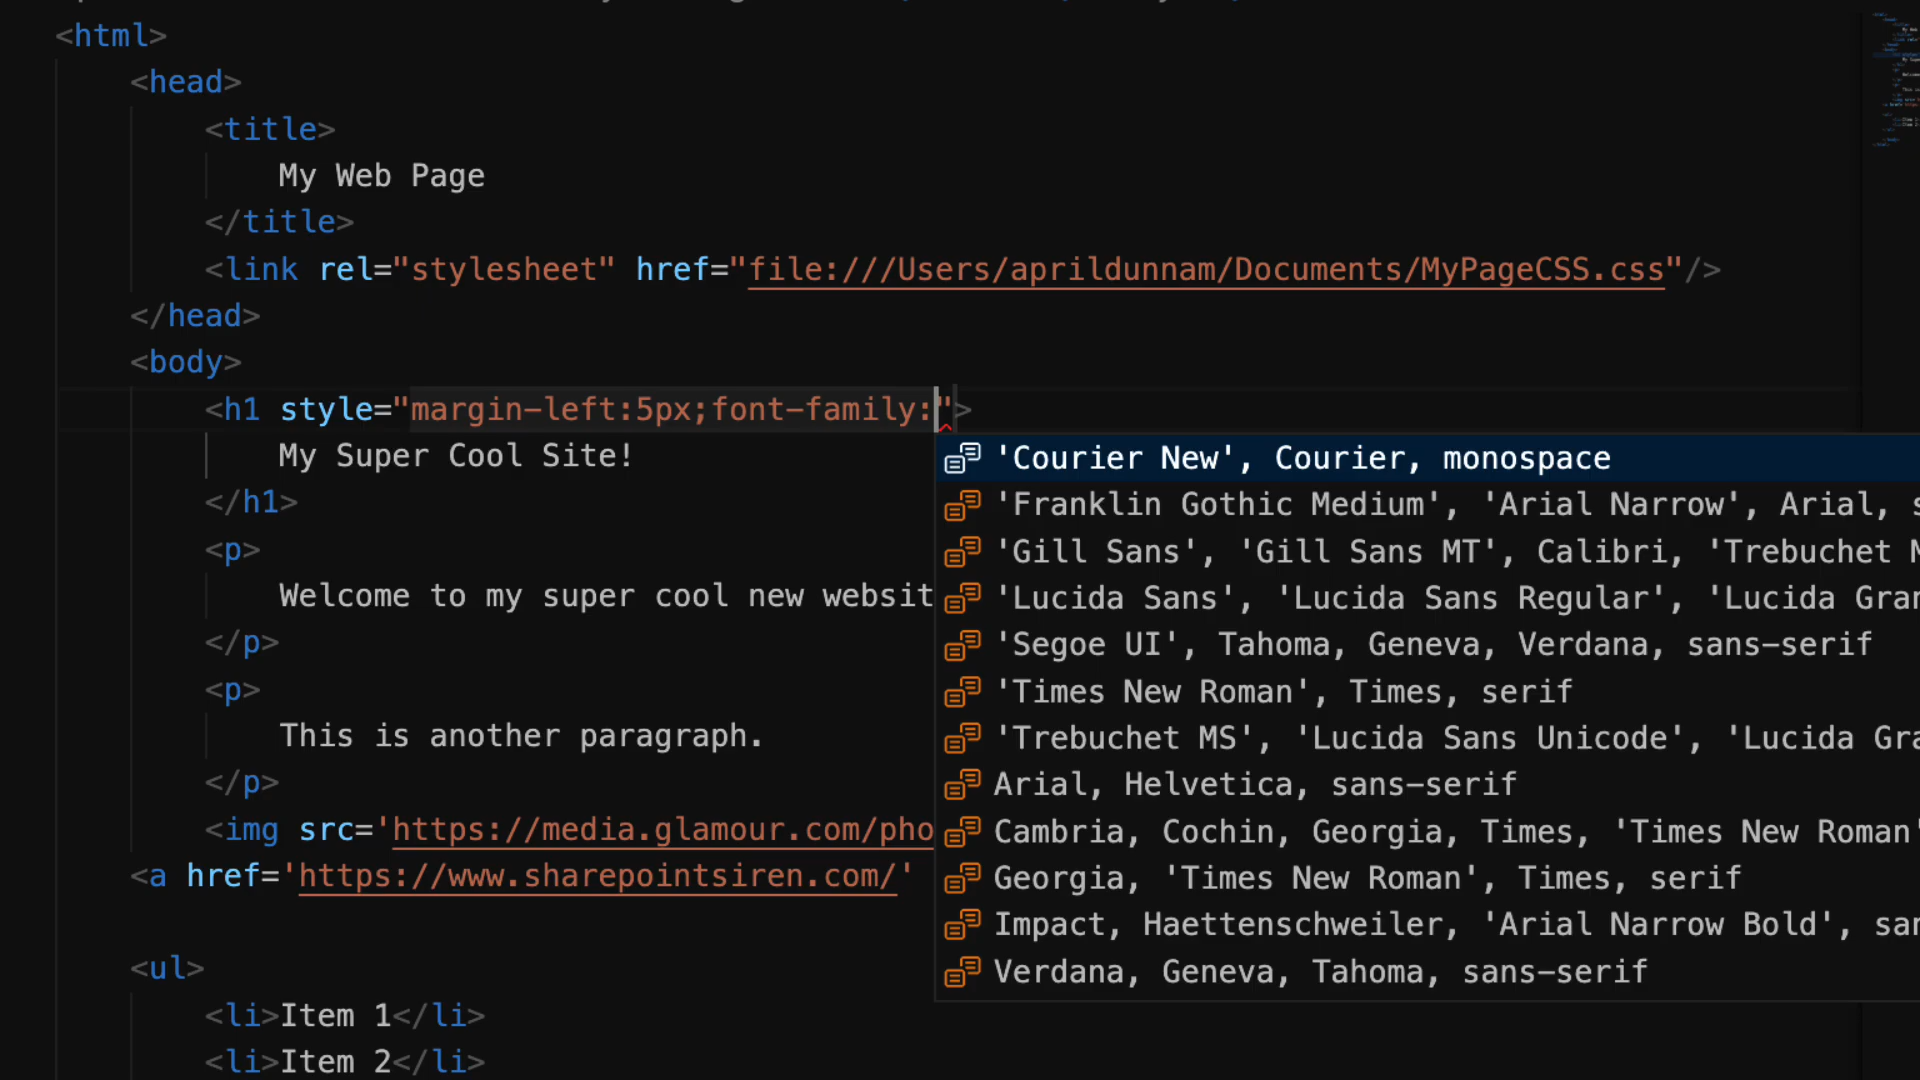 <html>
<head>
<title>
My Web Page
</title>
<link rel="stylesheet" href="file:///Users/aprildunnam/Documents/MyPageCSS.css"/>
</head>
<body>
<h1 style="margin-left:5px;font-family:">
My Super Cool Site!
</h1>
<p>
Welcome to my super cool new websit
</p>
<p>
This is another paragraph.
</p>
<img src='https://media.glamour.com/pho
<a href='https://www.sharepointsiren.com/'
<ul>
<li>Item 1</li>
<li>Item 2</li>
'Courier New', Courier, monospace
'Franklin Gothic Medium', 'Arial Narrow', Arial, s
'Gill Sans', 'Gill Sans MT', Calibri, 'Trebuchet M
'Lucida Sans', 'Lucida Sans Regular', 'Lucida Gran
'Segoe UI', Tahoma, Geneva, Verdana, sans-serif
'Times New Roman', Times, serif
'Trebuchet MS', 'Lucida Sans Unicode', 'Lucida Gra
Arial, Helvetica, sans-serif
Cambria, Cochin, Georgia, Times, 'Times New Roman'
Georgia, 'Times New Roman', Times, serif
Impact, Haettenschweiler, 'Arial Narrow Bold', san
Verdana, Geneva, Tahoma, sans-serif